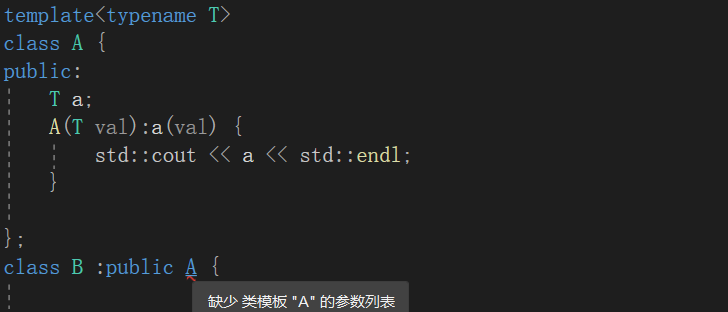 template<typename T>
class A {
public:
    T a;
    A(T val):a(val) {
        std::cout << a << std::endl;
    }
};
class B :public A {
缺少 类模板 "A" 的参数列表